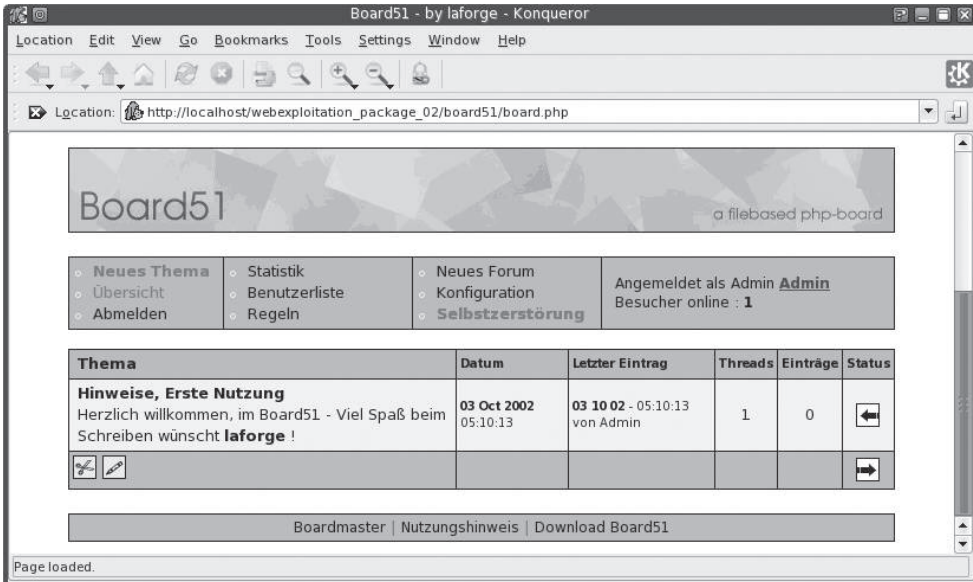 Board51 - by laforge - Konqueror
Location Edit View Go Bookmarks Tools Settings Window Help
Location: http://localhost/webexploitation_package_02/board51/board.php
Board51
a filebased php-board
Neues Thema Statistik Neues Forum
Übersicht Benutzerliste Konfiguration
Abmelden Regeln Selbstzerstörung
Angemeldet als Admin Admin
Besucher online : 1
Thema Datum Letzter Eintrag Threads Einträge Status
Hinweise, Erste Nutzung
Herzlich willkommen, im Board51 - Viel Spaß beim
Schreiben wünscht laforge !
03 Oct 2002
05:10:13
03 10 02 - 05:10:13
von Admin
1
0
Boardmaster | Nutzungshinweis | Download Board51
Page loaded.